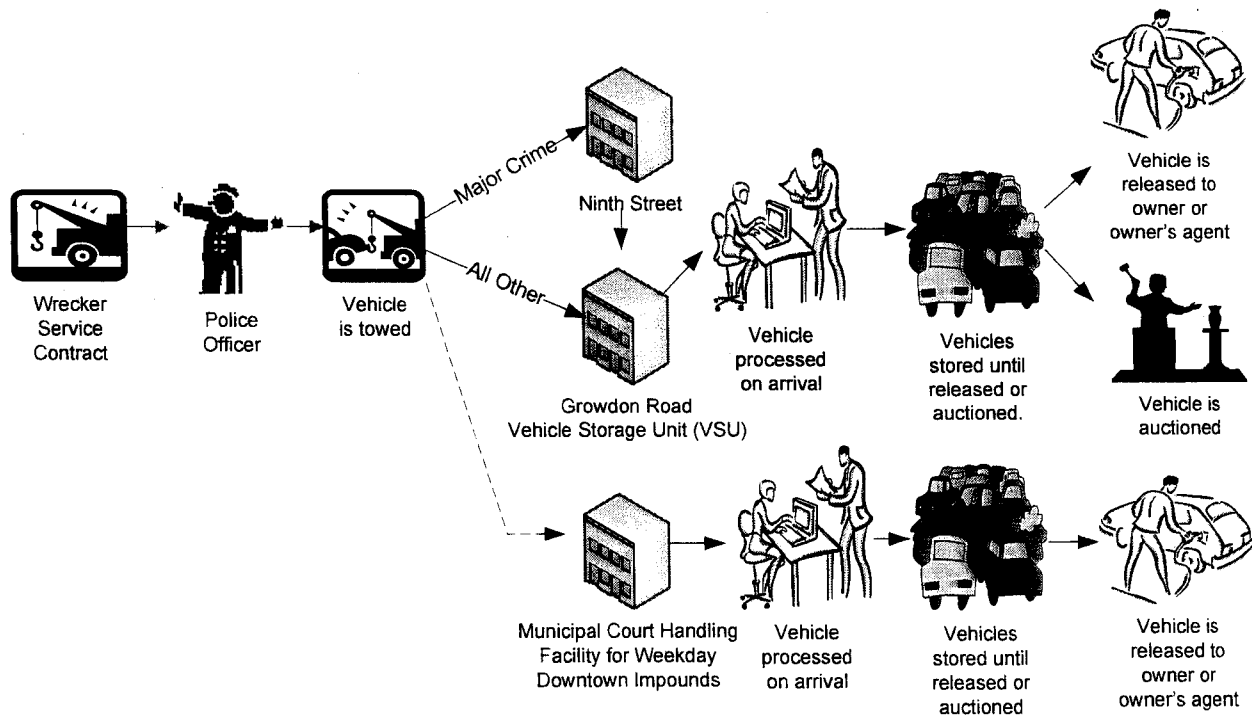 Wrecker
Service
Contract
Police
Officer
Vehicle
is towed
Major Crime
All Other
Ninth Street
Growdon Road
Vehicle Storage Unit (VSU)
Vehicle
processed
on arrival
Vehicles
stored until
released or
auctioned.
Vehicle is
released to
owner or
owner's agent
Vehicle is
auctioned
Municipal Court Handling
Facility for Weekday
Downtown Impounds
Vehicle
processed
on arrival
Vehicles
stored until
released or
auctioned
Vehicle is
released to
owner or
owner's agent